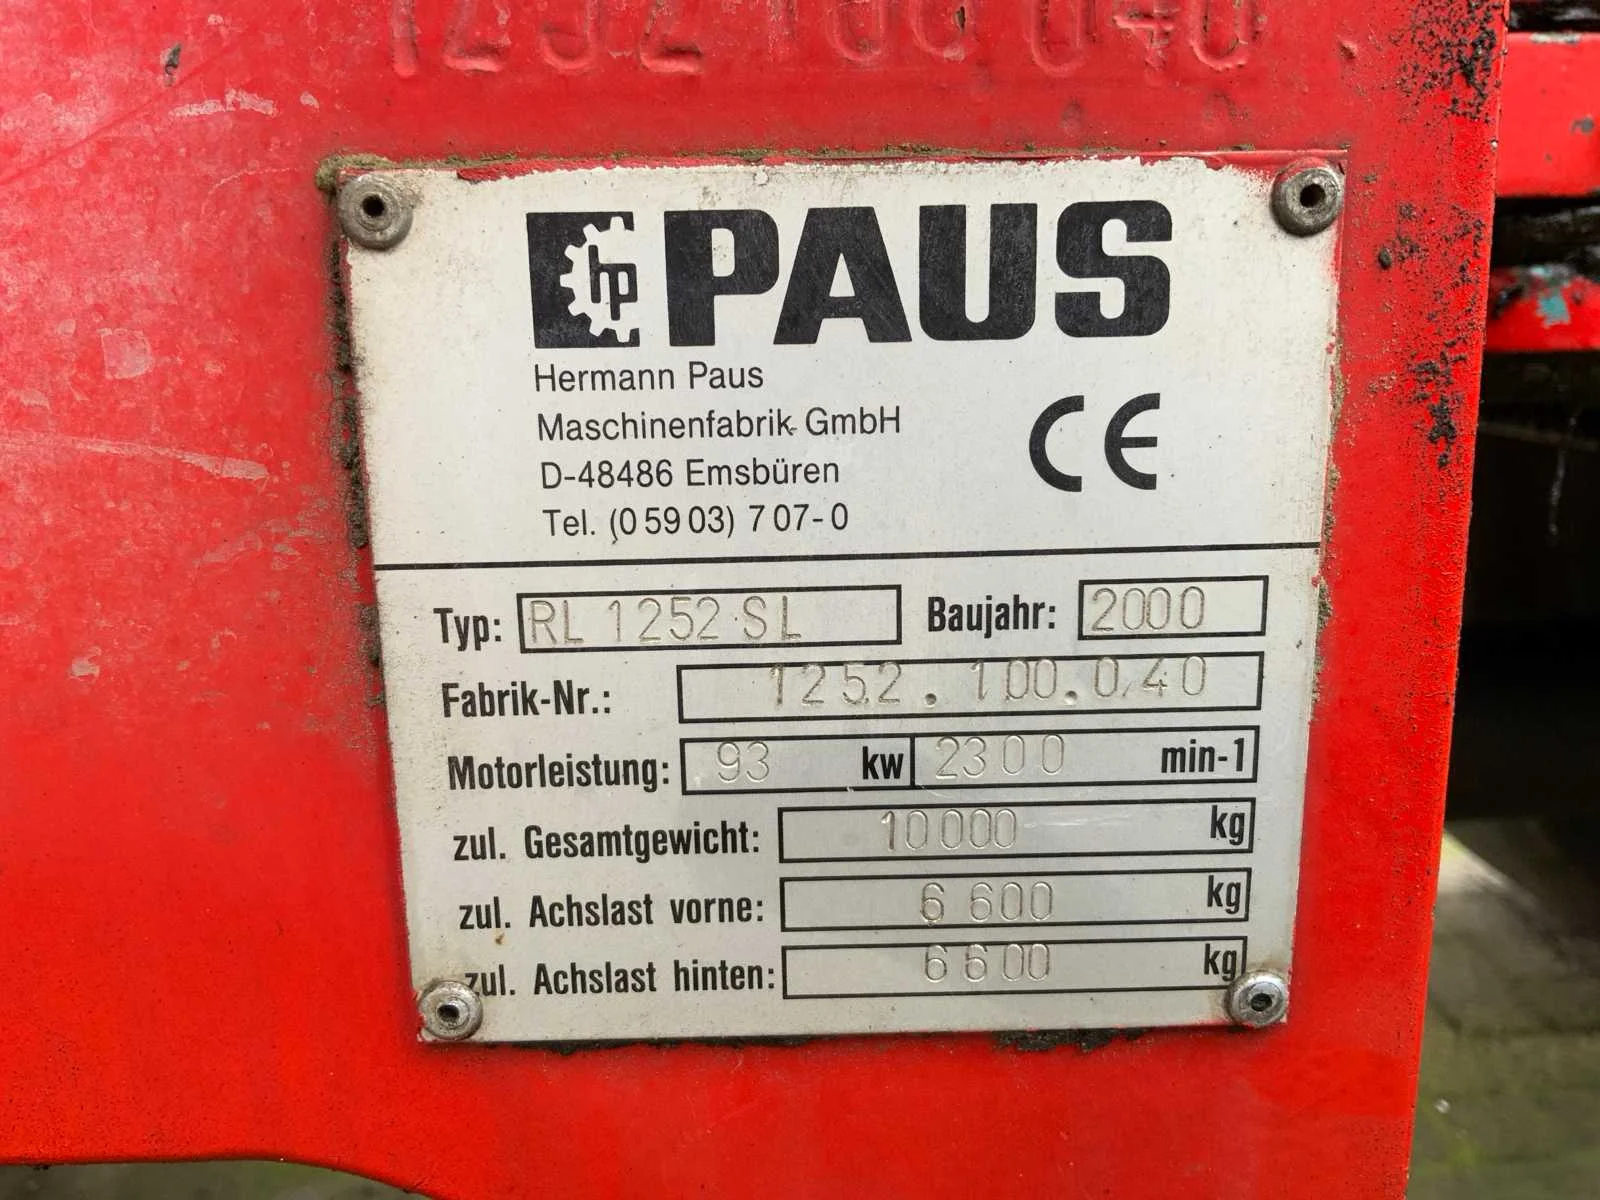 1252 100 040
hp PAUS
Hermann Paus
Maschinenfabrik GmbH
D-48486 Emsbüren
Tel. (0 59 03) 7 07-0
CE
Typ: RL 1252 SL Baujahr: 2000
Fabrik-Nr.: 1252.100.040
Motorleistung: 93 kw 2300 min-1
zul. Gesamtgewicht: 10000 kg
zul. Achslast vorne: 6 600 kg
zul. Achslast hinten: 6600 kg